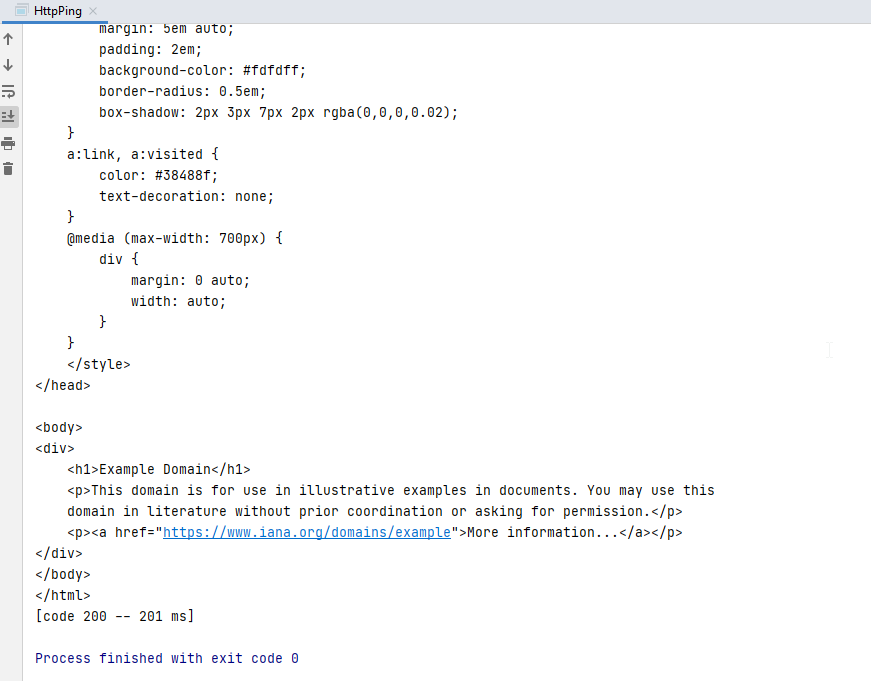 HttpPing
margin: 5em auto;
padding: 2em;
background-color: #fdfdff;
border-radius: 0.5em;
box-shadow: 2px 3px 7px 2px rgba(0,0,0,0.02);
}
a:link, a:visited {
color: #38488f;
text-decoration: none;
}
@media (max-width: 700px) {
div {
margin: 0 auto;
width: auto;
}
}
</style>
</head>
<body>
<div>
<h1>Example Domain</h1>
<p>This domain is for use in illustrative examples in documents. You may use this
domain in literature without prior coordination or asking for permission.</p>
<p><a href="https://www.iana.org/domains/example">More information...</a></p>
</div>
</body>
</html>
[code 200 -- 201 ms]
Process finished with exit code 0